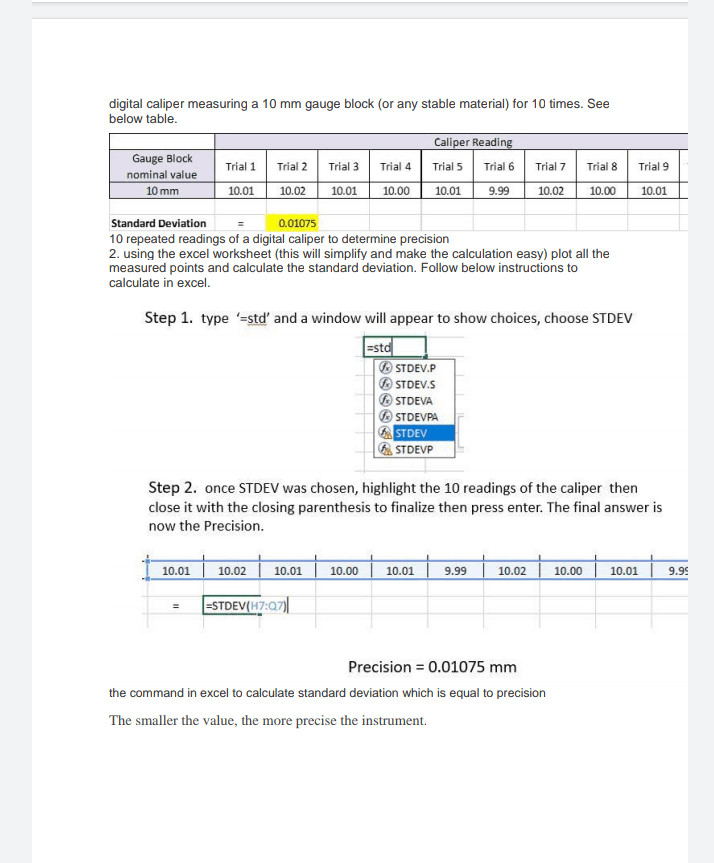 digital caliper measuring a 10 mm gauge block (or any stable material) for 10 times. See
below table.
Caliper Reading
Gauge Block nominal value Trial 1 Trial 2 Trial 3 Trial 4 Trial 5 Trial 6 Trial 7 Trial 8 Trial 9
10 mm 10.01 10.02 10.01 10.00 10.01 9.99 10.02 10.00 10.01
Standard Deviation = 0.01075
10 repeated readings of a digital caliper to determine precision
2. using the excel worksheet (this will simplify and make the calculation easy) plot all the
measured points and calculate the standard deviation. Follow below instructions to
calculate in excel.
Step 1. type '=std' and a window will appear to show choices, choose STDEV
=std
STDEV.P
STDEV.S
STDEVA
STDEVPA
STDEV
STDEVP
Step 2. once STDEV was chosen, highlight the 10 readings of the caliper then
close it with the closing parenthesis to finalize then press enter. The final answer is
now the Precision.
10.01 10.02 10.01 10.00 10.01 9.99 10.02 10.00 10.01 9.99
= =STDEV(H7:Q7)
Precision = 0.01075 mm
the command in excel to calculate standard deviation which is equal to precision
The smaller the value, the more precise the instrument.